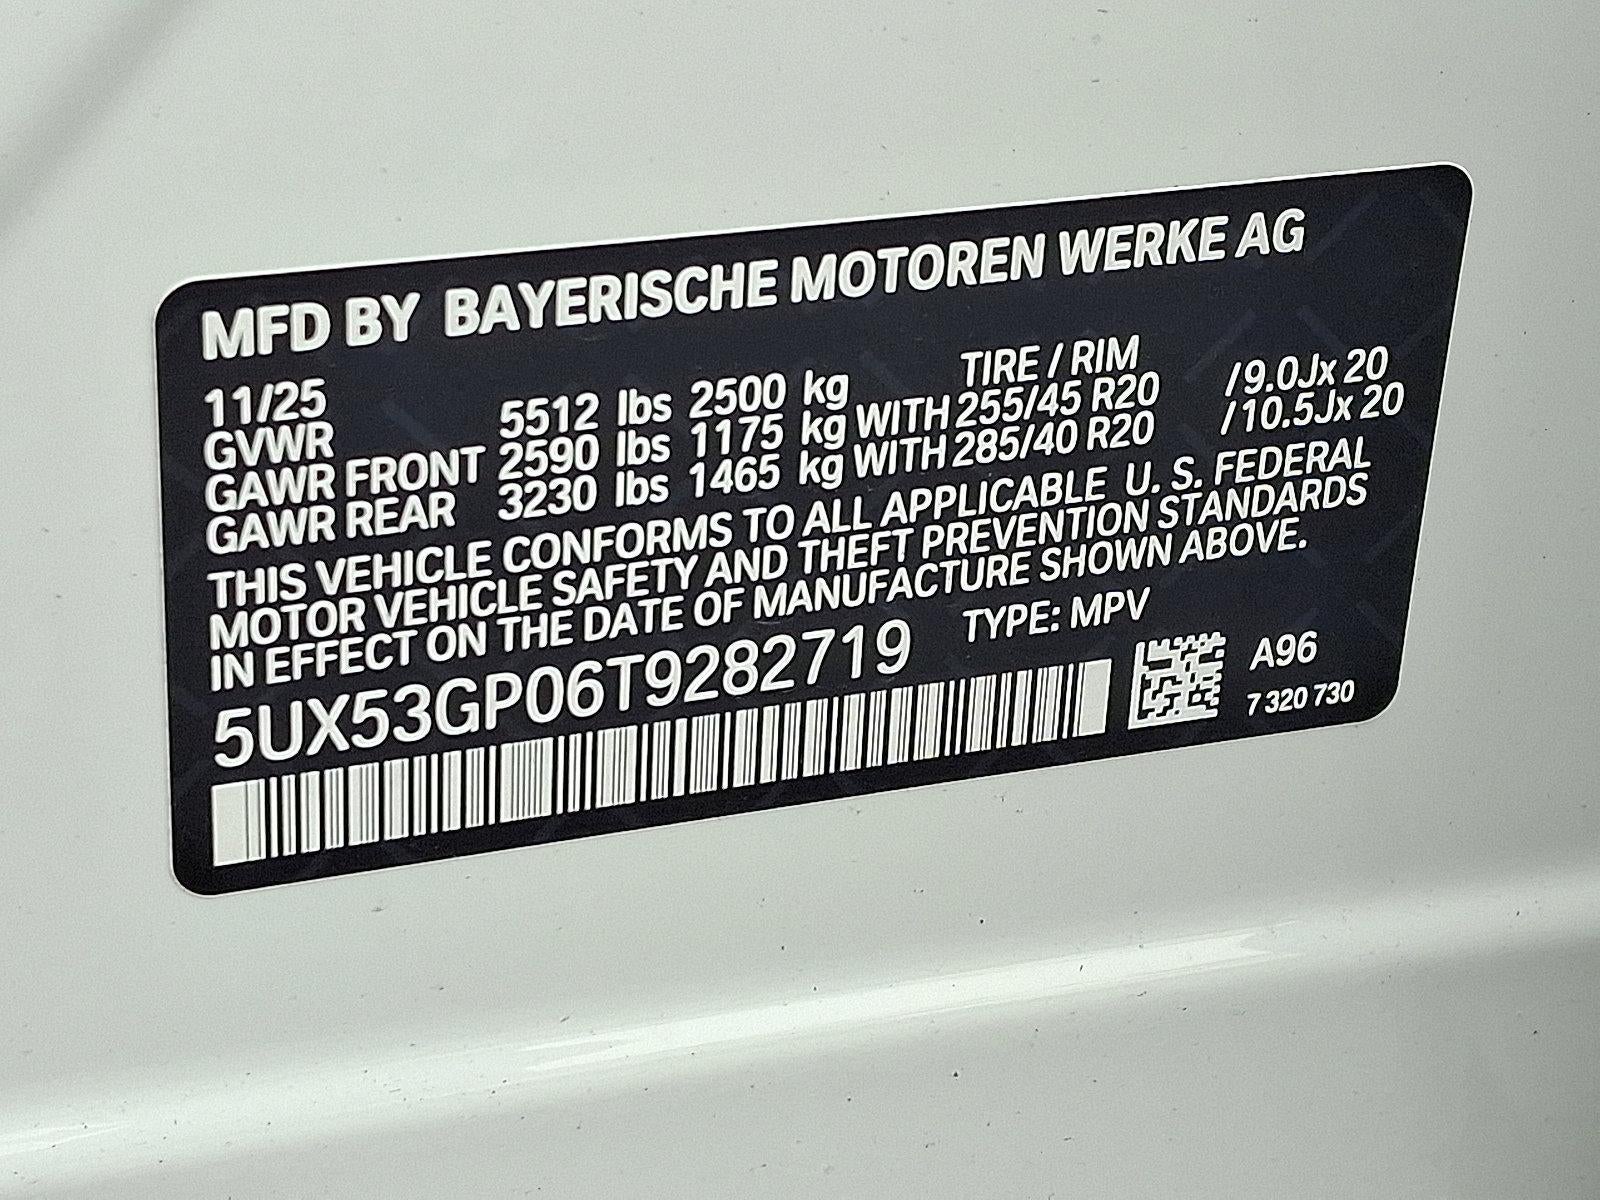 MFD BY BAYERISCHE MOTOREN WERKE AG
11/25 TIRE / RIM
GVWR 5512 lbs 2500 kg
GAWR FRONT 2590 lbs 1175 kg WITH 255/45 R20 /9.0Jx 20
GAWR REAR 3230 lbs 1465 kg WITH 285/40 R20 /10.5Jx 20
THIS VEHICLE CONFORMS TO ALL APPLICABLE U. S. FEDERAL
MOTOR VEHICLE SAFETY AND THEFT PREVENTION STANDARDS
IN EFFECT ON THE DATE OF MANUFACTURE SHOWN ABOVE.
5UX53GP06T9282719 TYPE: MPV
A96
7 320 730